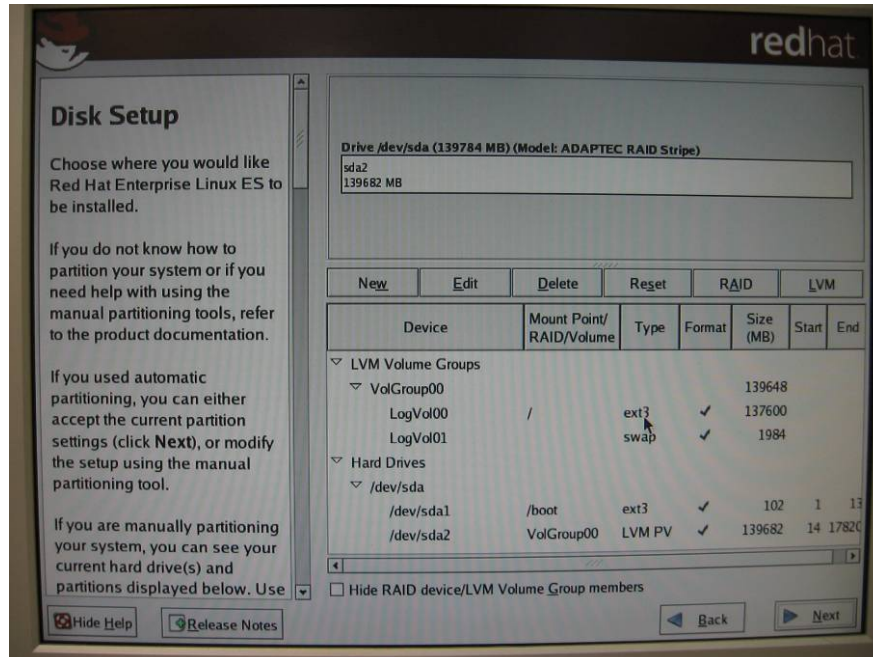 redhat
Disk Setup
Choose where you would like
Red Hat Enterprise Linux ES to
be installed.
If you do not know how to
partition your system or if you
need help with using the
manual partitioning tools, refer
to the product documentation.
If you used automatic
partitioning, you can either
accept the current partition
settings (click Next), or modify
the setup using the manual
partitioning tool.
If you are manually partitioning
your system, you can see your
current hard drive(s) and
partitions displayed below. Use
Drive /dev/sda (139784 MB) (Model: ADAPTEC RAID Stripe)
sda2
139682 MB
New Edit Delete Reset RAID LVM
Device Mount Point/ RAID/Volume Type Format Size (MB) Start End
LVM Volume Groups
VolGroup00 139648
LogVol00 / ext3 137600
LogVol01 swap 1984
Hard Drives
/dev/sda
/dev/sda1 /boot ext3 102 1 13
/dev/sda2 VolGroup00 LVM PV 139682 14 17820
Hide RAID device/LVM Volume Group members
Hide Help Release Notes Back Next